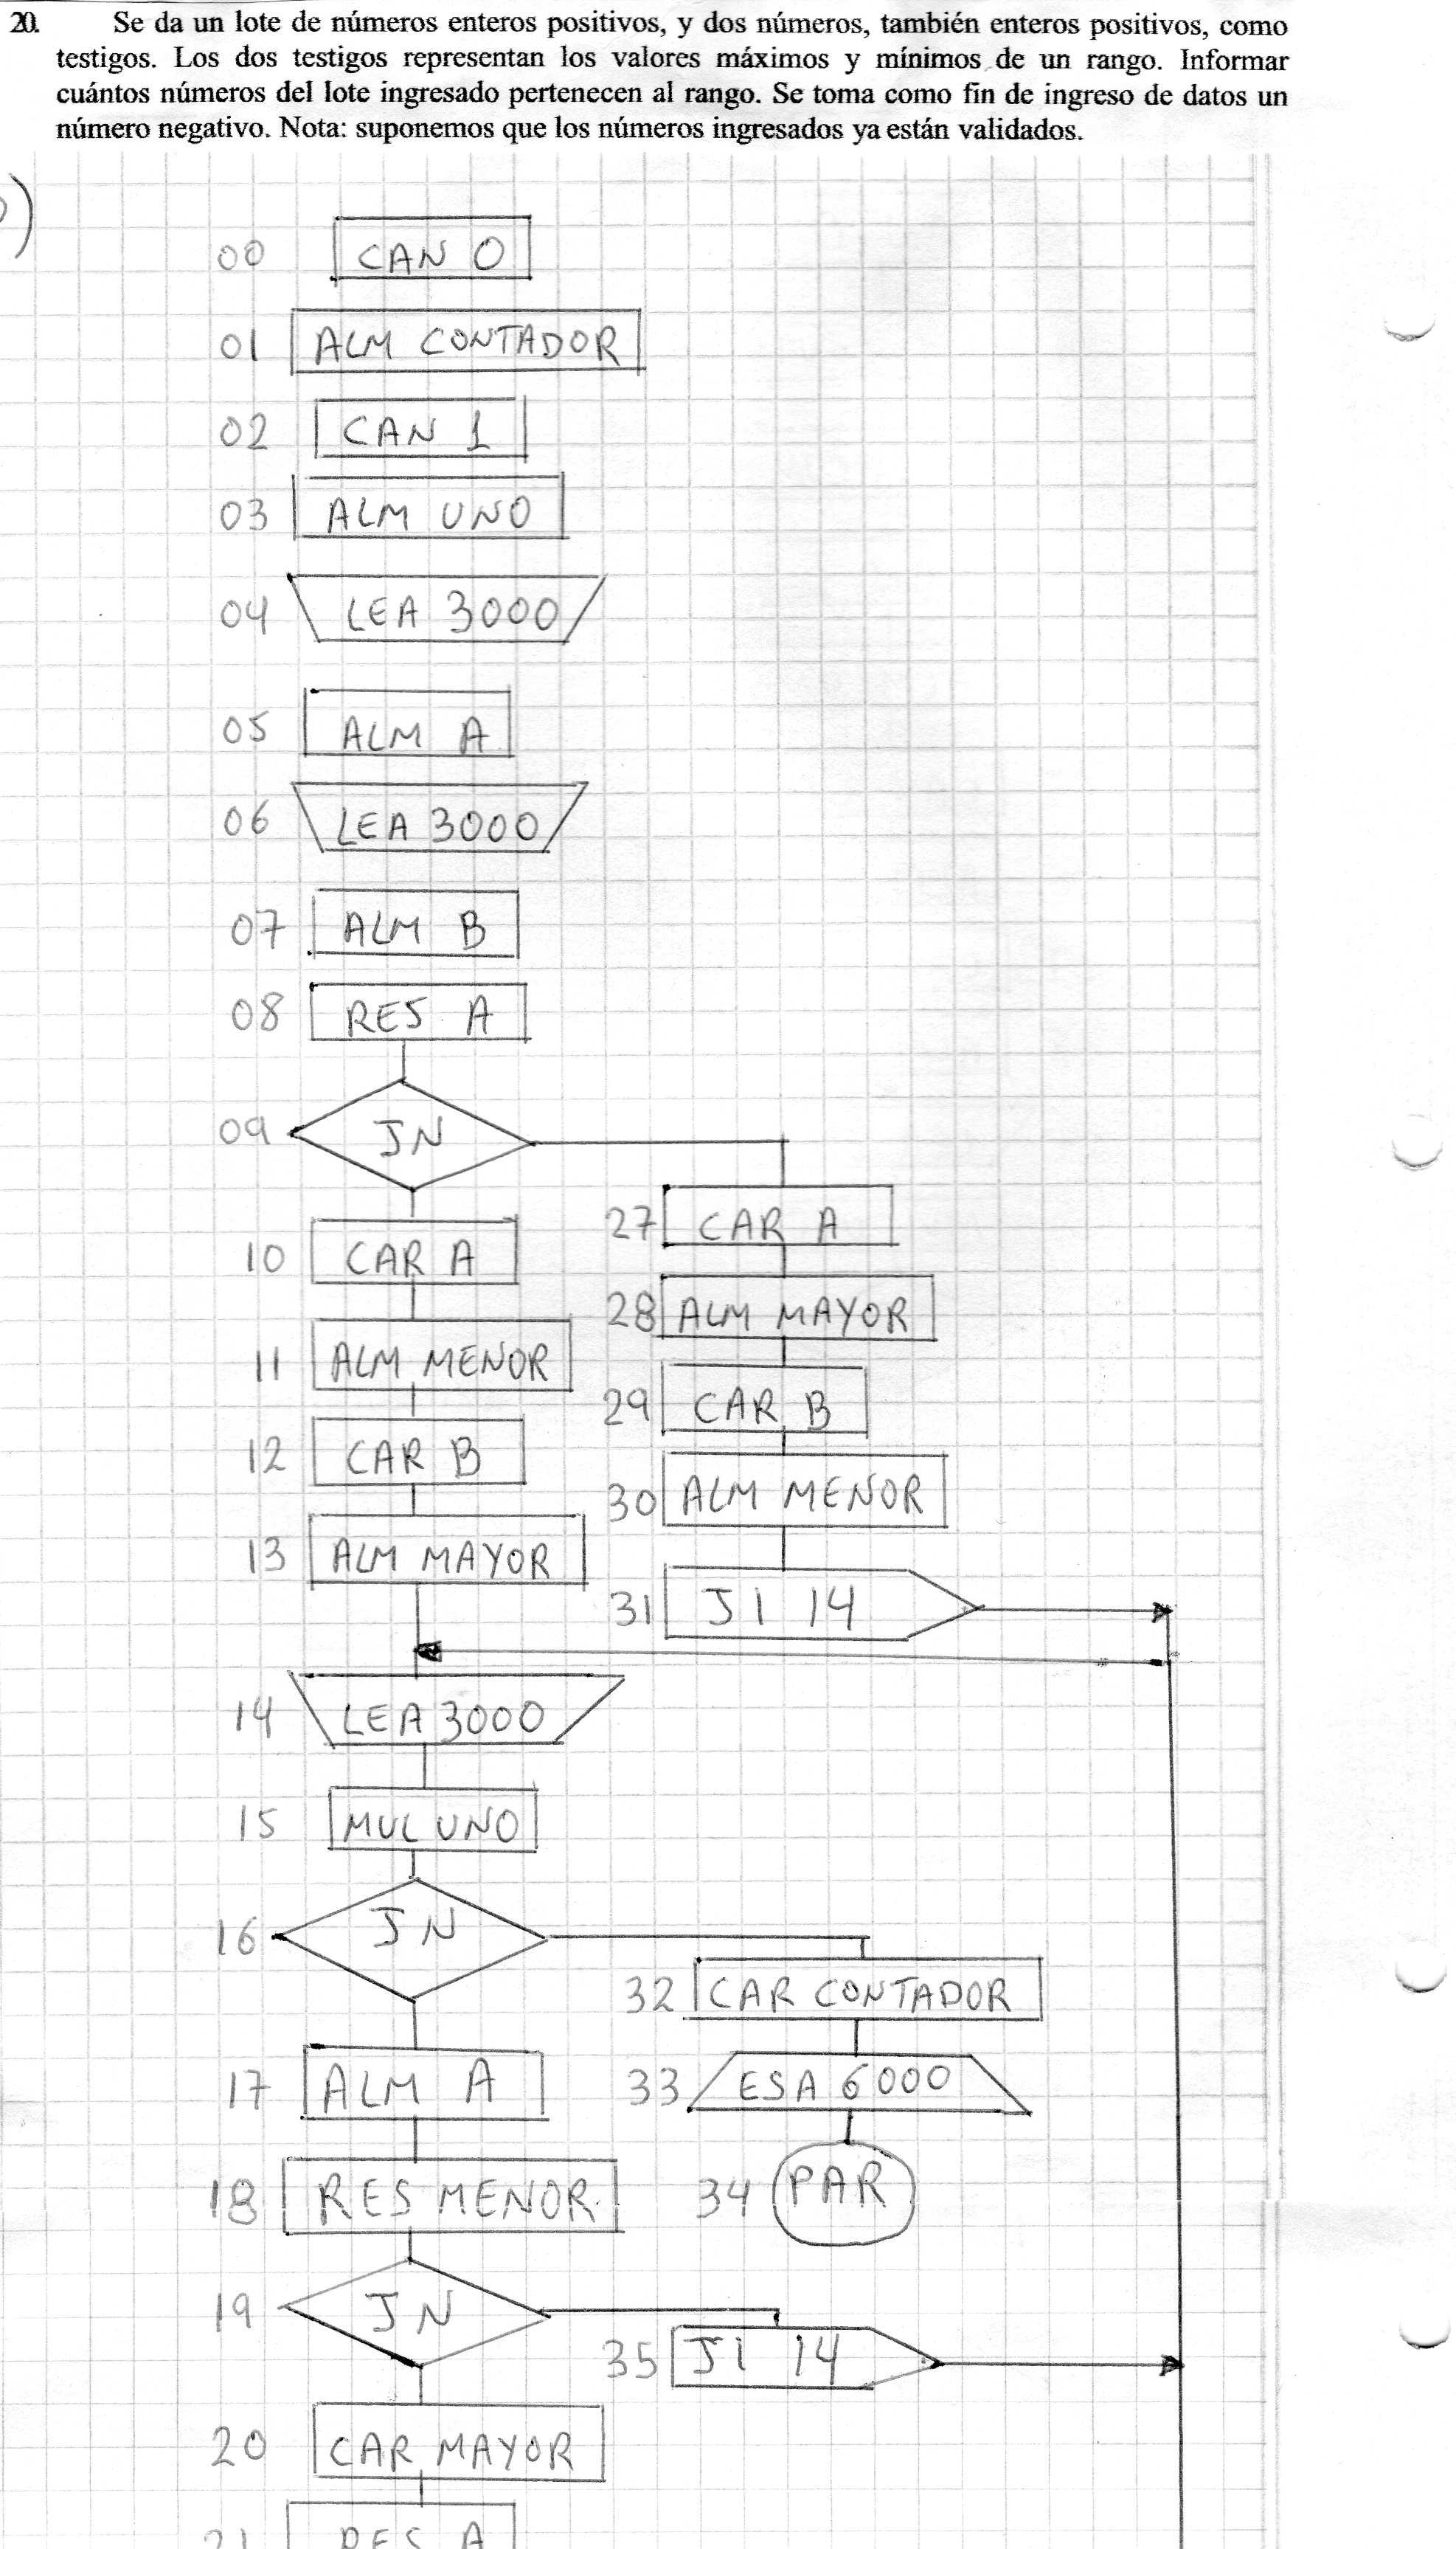 20. Se da un lote de números enteros positivos, y dos números, también enteros positivos, como
testigos. Los dos testigos representan los valores máximos y mínimos de un rango. Informar
cuántos números del lote ingresado pertenecen al rango. Se toma como fin de ingreso de datos un
número negativo. Nota: suponemos que los números ingresados ya están validados.
)
00 CAN 0
01 ALM CONTADOR
02 CAN 1
03 ALM UNO
04 LEA 3000
05 ALM A
06 LEA 3000
07 ALM B
08 RES A
09 JN
10 CAR A
11 ALM MENOR
12 CAR B
13 ALM MAYOR
27 CAR A
28 ALM MAYOR
29 CAR B
30 ALM MENOR
31 JI 14
14 LEA 3000
15 MUL UNO
16 JN
17 ALM A
18 RES MENOR
32 CAR CONTADOR
33 ESA 6000
34 PAR
19 JN
35 JI 14
20 CAR MAYOR
21 RES A